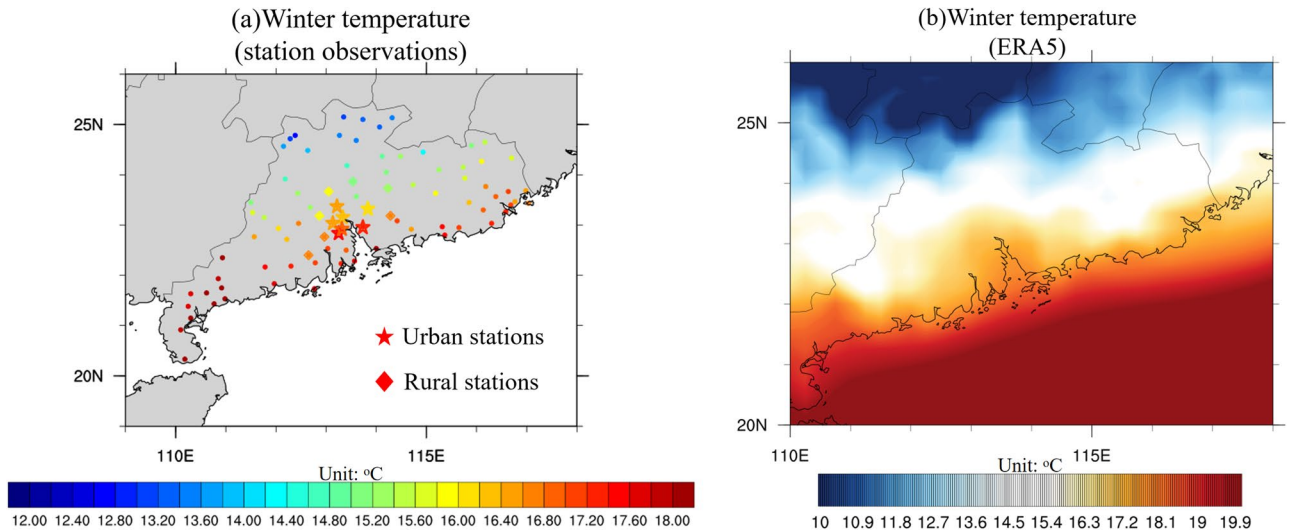 (a)Winter temperature
(station observations)
25N
20N
110E
115E
Urban stations
Rural stations
Unit: °C
12.00 12.40 12.80 13.20 13.60 14.00 14.40 14.80 15.20 15.60 16.00 16.40 16.80 17.20 17.60 18.00
(b)Winter temperature
(ERA5)
25N
20N
110E
115E
Unit: °C
10 10.9 11.8 12.7 13.6 14.5 15.4 16.3 17.2 18.1 19 19.9